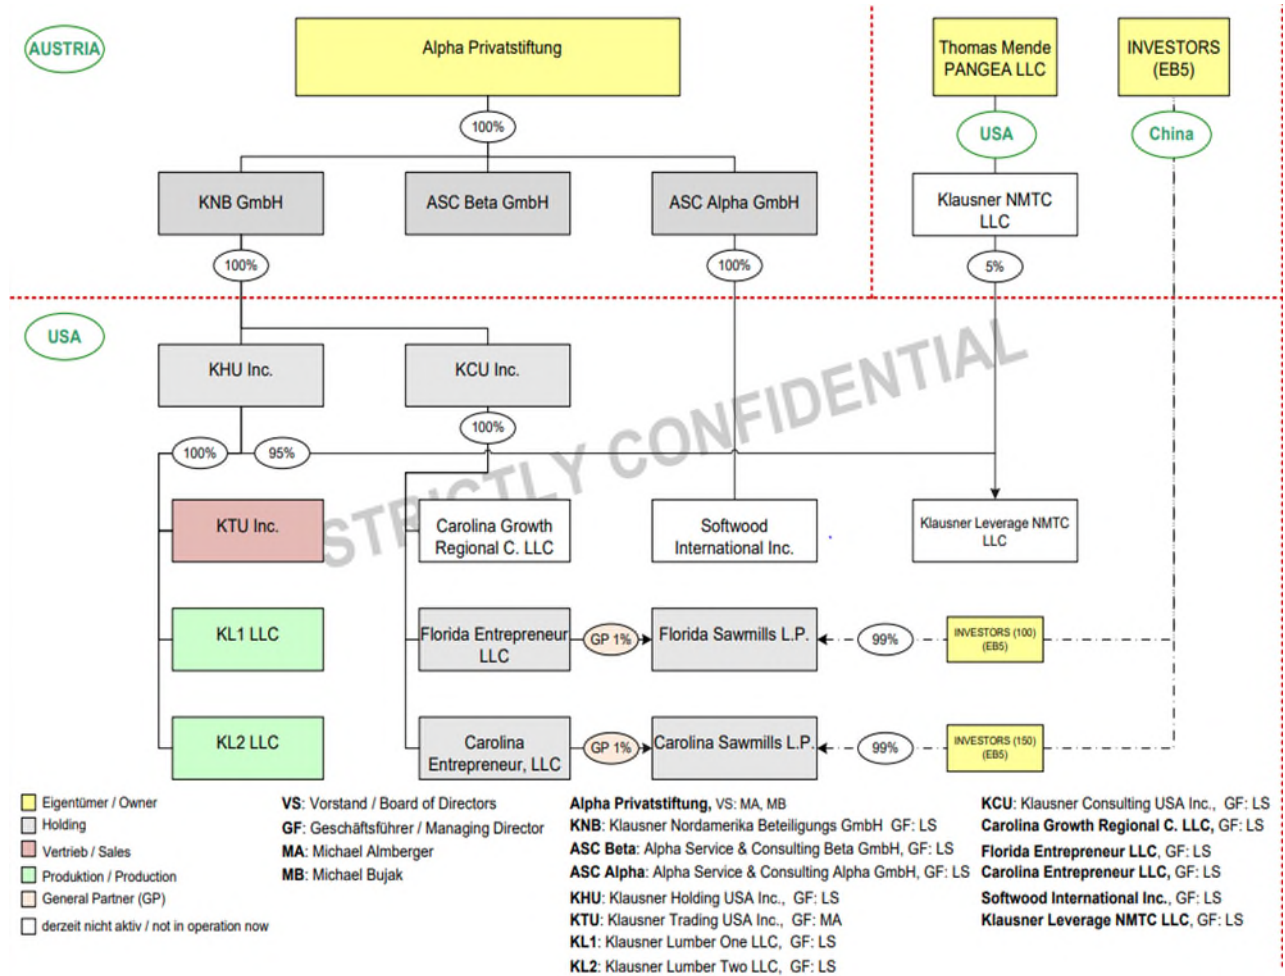 AUSTRIA
Alpha Privatstiftung
Thomas Mende
PANGEA LLC
INVESTORS
(EB5)
100%
USA
China
KNB GmbH
ASC Beta GmbH
ASC Alpha GmbH
Klausner NMTC
LLC
100%
100%
5%
USA
KHU Inc.
KCU Inc.
STRICTLY CONFIDENTIAL
100%
100%
95%
KTU Inc.
Carolina Growth
Regional C. LLC
Softwood
International Inc.
Klausner Leverage NMTC
LLC
KL1 LLC
Florida Entrepreneur
LLC
GP 1%
Florida Sawmills L.P.
99%
INVESTORS (100)
(EB5)
KL2 LLC
Carolina
Entrepreneur, LLC
GP 1%
Carolina Sawmills L.P.
99%
INVESTORS (150)
(EB5)
Eigentümer / Owner
Holding
Vertrieb / Sales
Produktion / Production
General Partner (GP)
derzeit nicht aktiv / not in operation now
VS: Vorstand / Board of Directors
GF: Geschäftsführer / Managing Director
MA: Michael Almberger
MB: Michael Bujak
Alpha Privatstiftung, VS: MA, MB
KNB: Klausner Nordamerika Beteiligungs GmbH GF: LS
ASC Beta: Alpha Service & Consulting Beta GmbH, GF: LS
ASC Alpha: Alpha Service & Consulting Alpha GmbH, GF: LS
KHU: Klausner Holding USA Inc., GF: LS
KTU: Klausner Trading USA Inc., GF: MA
KL1: Klausner Lumber One LLC, GF: LS
KL2: Klausner Lumber Two LLC, GF: LS
KCU: Klausner Consulting USA Inc., GF: LS
Carolina Growth Regional C. LLC, GF: LS
Florida Entrepreneur LLC, GF: LS
Carolina Entrepreneur LLC, GF: LS
Softwood International Inc., GF: LS
Klausner Leverage NMTC LLC, GF: LS